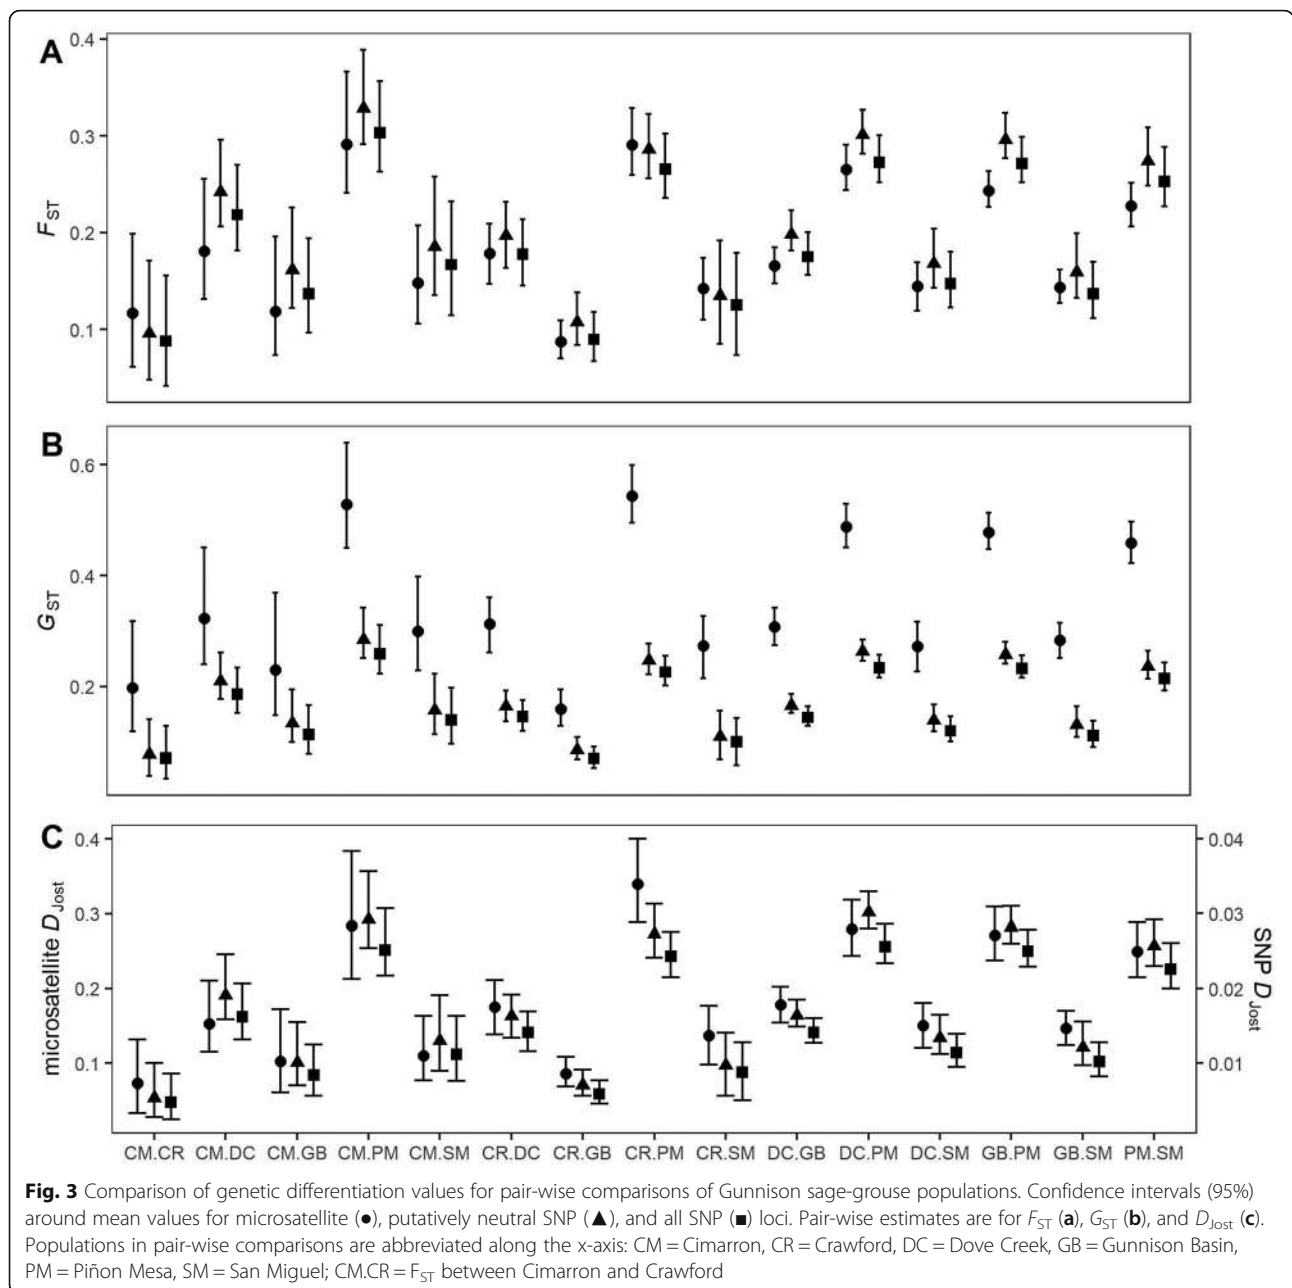 A
0.4
0.3
0.2
0.1
FST
B
0.6
0.4
0.2
GST
C
0.4
0.3
0.2
0.1
microsatellite DJost
0.04
0.03
0.02
0.01
SNP DJost
CM.CR CM.DC CM.GB CM.PM CM.SM CR.DC CR.GB CR.PM CR.SM DC.GB DC.PM DC.SM GB.PM GB.SM PM.SM
Fig. 3 Comparison of genetic differentiation values for pair-wise comparisons of Gunnison sage-grouse populations. Confidence intervals (95%)
around mean values for microsatellite (●), putatively neutral SNP (▲), and all SNP (■) loci. Pair-wise estimates are for FST (a), GST (b), and DJost (c).
Populations in pair-wise comparisons are abbreviated along the x-axis: CM = Cimarron, CR = Crawford, DC = Dove Creek, GB = Gunnison Basin,
PM = Piñon Mesa, SM = San Miguel; CM.CR = FST between Cimarron and Crawford